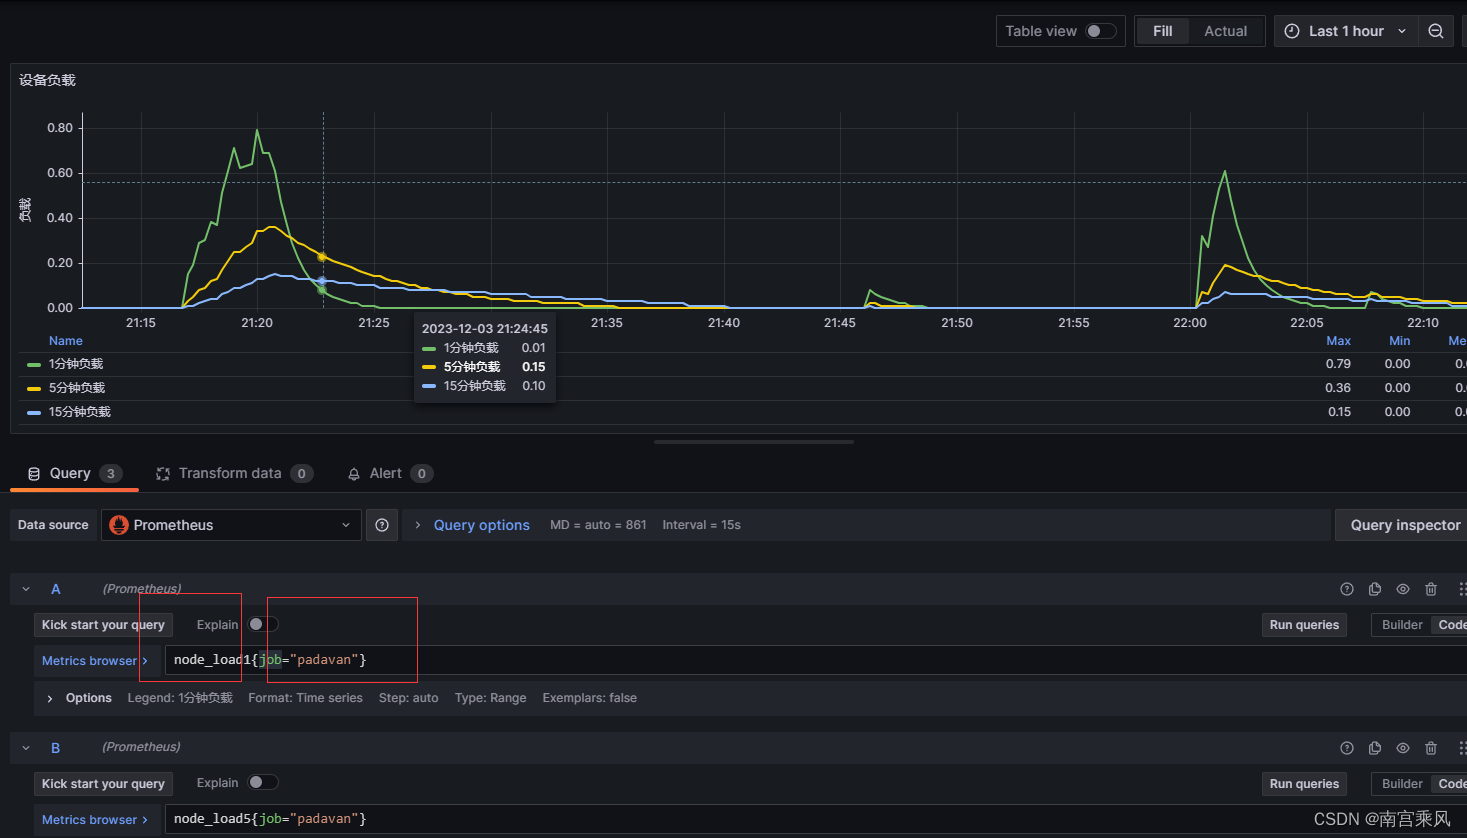 Table view Fill Actual Last 1 hour
设备负载
0.80
0.60
0.40
0.20
0.00
负载
21:15 21:20 21:25 21:35 21:40 21:45 21:50 21:55 22:00 22:05 22:10
2023-12-03 21:24:45
1分钟负载 0.01
5分钟负载 0.15
15分钟负载 0.10
Name Max Min Me
1分钟负载 0.79 0.00 0.
5分钟负载 0.36 0.00 0.
15分钟负载 0.15 0.00 0.
Query 3 Transform data 0 Alert 0
Data source Prometheus Query options MD = auto = 861 Interval = 15s Query inspector
A (Prometheus)
Kick start your query Explain Run queries Builder Code
Metrics browser > node_load1{job="padavan"}
> Options Legend: 1分钟负载 Format: Time series Step: auto Type: Range Exemplars: false
B (Prometheus)
Kick start your query Explain Run queries Builder Code
Metrics browser > node_load5{job="padavan"}
CSDN @南宫乘风